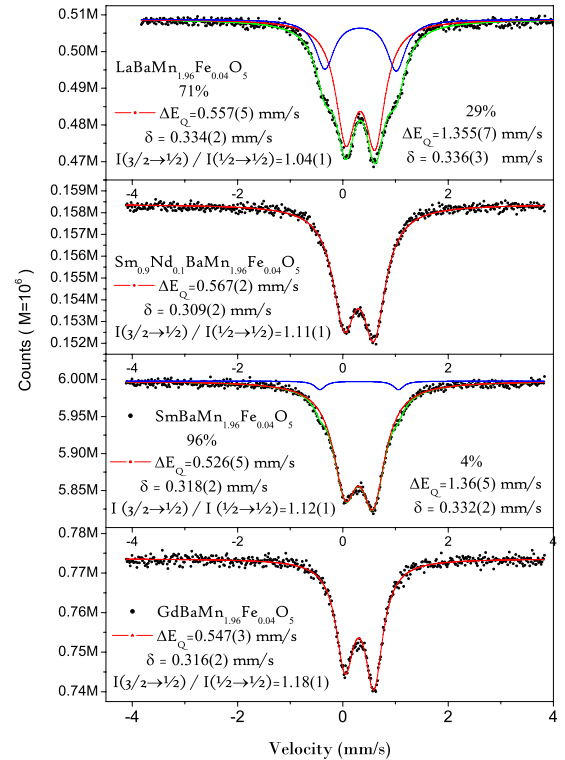 0.51M
0.50M
0.49M
0.48M
0.47M
LaBaMn1.96Fe0.04O5
71%
ΔEQ=0.557(5) mm/s
δ = 0.334(2) mm/s
I(3/2→½) / I(½→½)=1.04(1)
29%
ΔEQ=1.355(7) mm/s
δ = 0.336(3) mm/s
-4 -2 0 2 4
0.159M
0.158M
0.157M
0.156M
0.155M
0.154M
0.153M
0.152M
Sm0.9Nd0.1BaMn1.96Fe0.04O5
ΔEQ=0.567(2) mm/s
δ = 0.309(2) mm/s
I(3/2→½) / I(½→½)=1.11(1)
Counts ( M=10⁶ )
-4 -2 0 2 4
6.00M
5.95M
5.90M
5.85M
SmBaMn1.96Fe0.04O5
96%
ΔEQ=0.526(5) mm/s
δ = 0.318(2) mm/s
I (3/2→½) / I (½→½)=1.12(1)
4%
ΔEQ=1.36(5) mm/s
δ = 0.332(2) mm/s
-4 -2 0 2 4
0.78M
0.77M
0.76M
0.75M
0.74M
GdBaMn1.96Fe0.04O5
ΔEQ=0.547(3) mm/s
δ = 0.316(2) mm/s
I(3/2→½) / I(½→½)=1.18(1)
-4 -2 0 2 4
Velocity (mm/s)